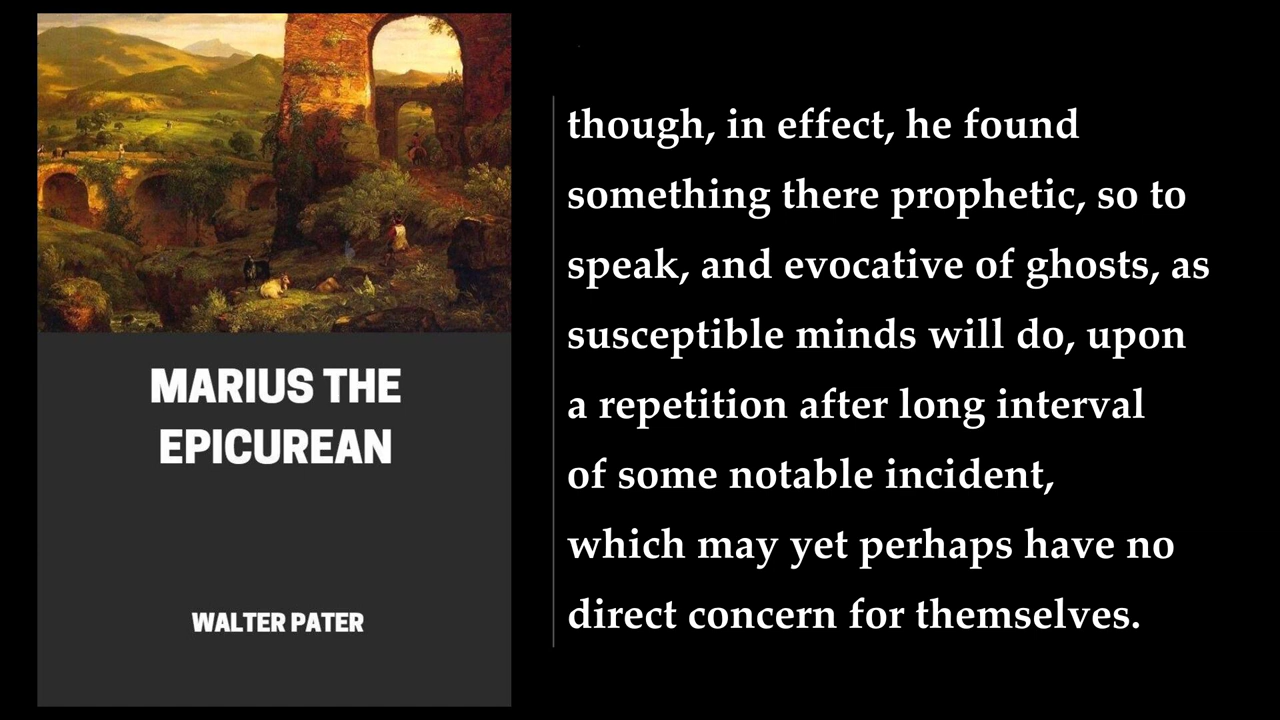 MARIUS THE
EPICUREAN
WALTER PATER
though, in effect, he found
something there prophetic, so to
speak, and evocative of ghosts, as
susceptible minds will do, upon
a repetition after long interval
of some notable incident,
which may yet perhaps have no
direct concern for themselves.